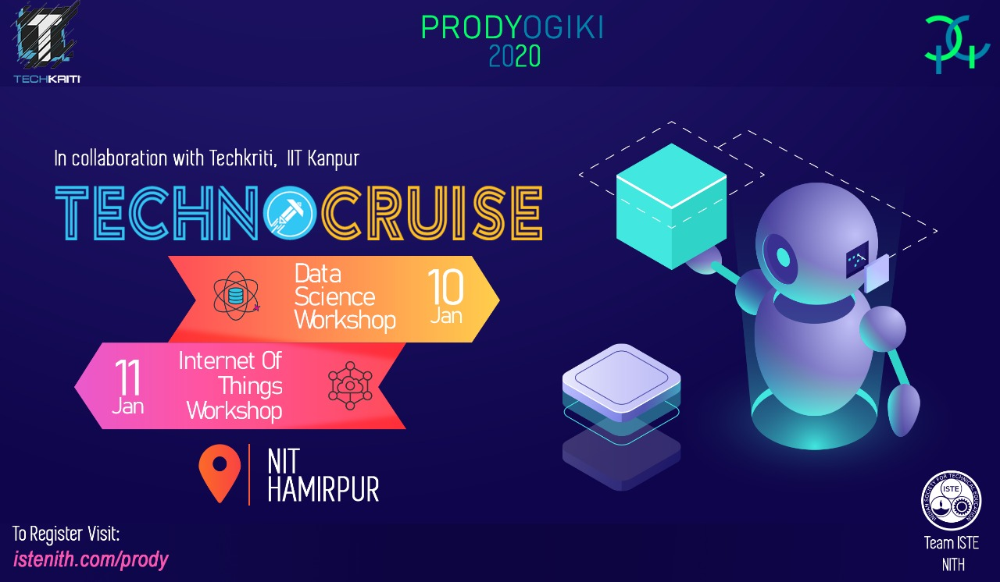 TECHKRITI
PRODYOGIKI
2020
In collaboration with Techkriti, IIT Kanpur
TECHNOCRUISE
Data
Science
Workshop
10
Jan
11
Jan
Internet Of
Things
Workshop
NIT
HAMIRPUR
To Register Visit:
istenith.com/prody
INDIAN SOCIETY FOR TECHNICAL EDUCATION
ISTE
Team ISTE
NITH